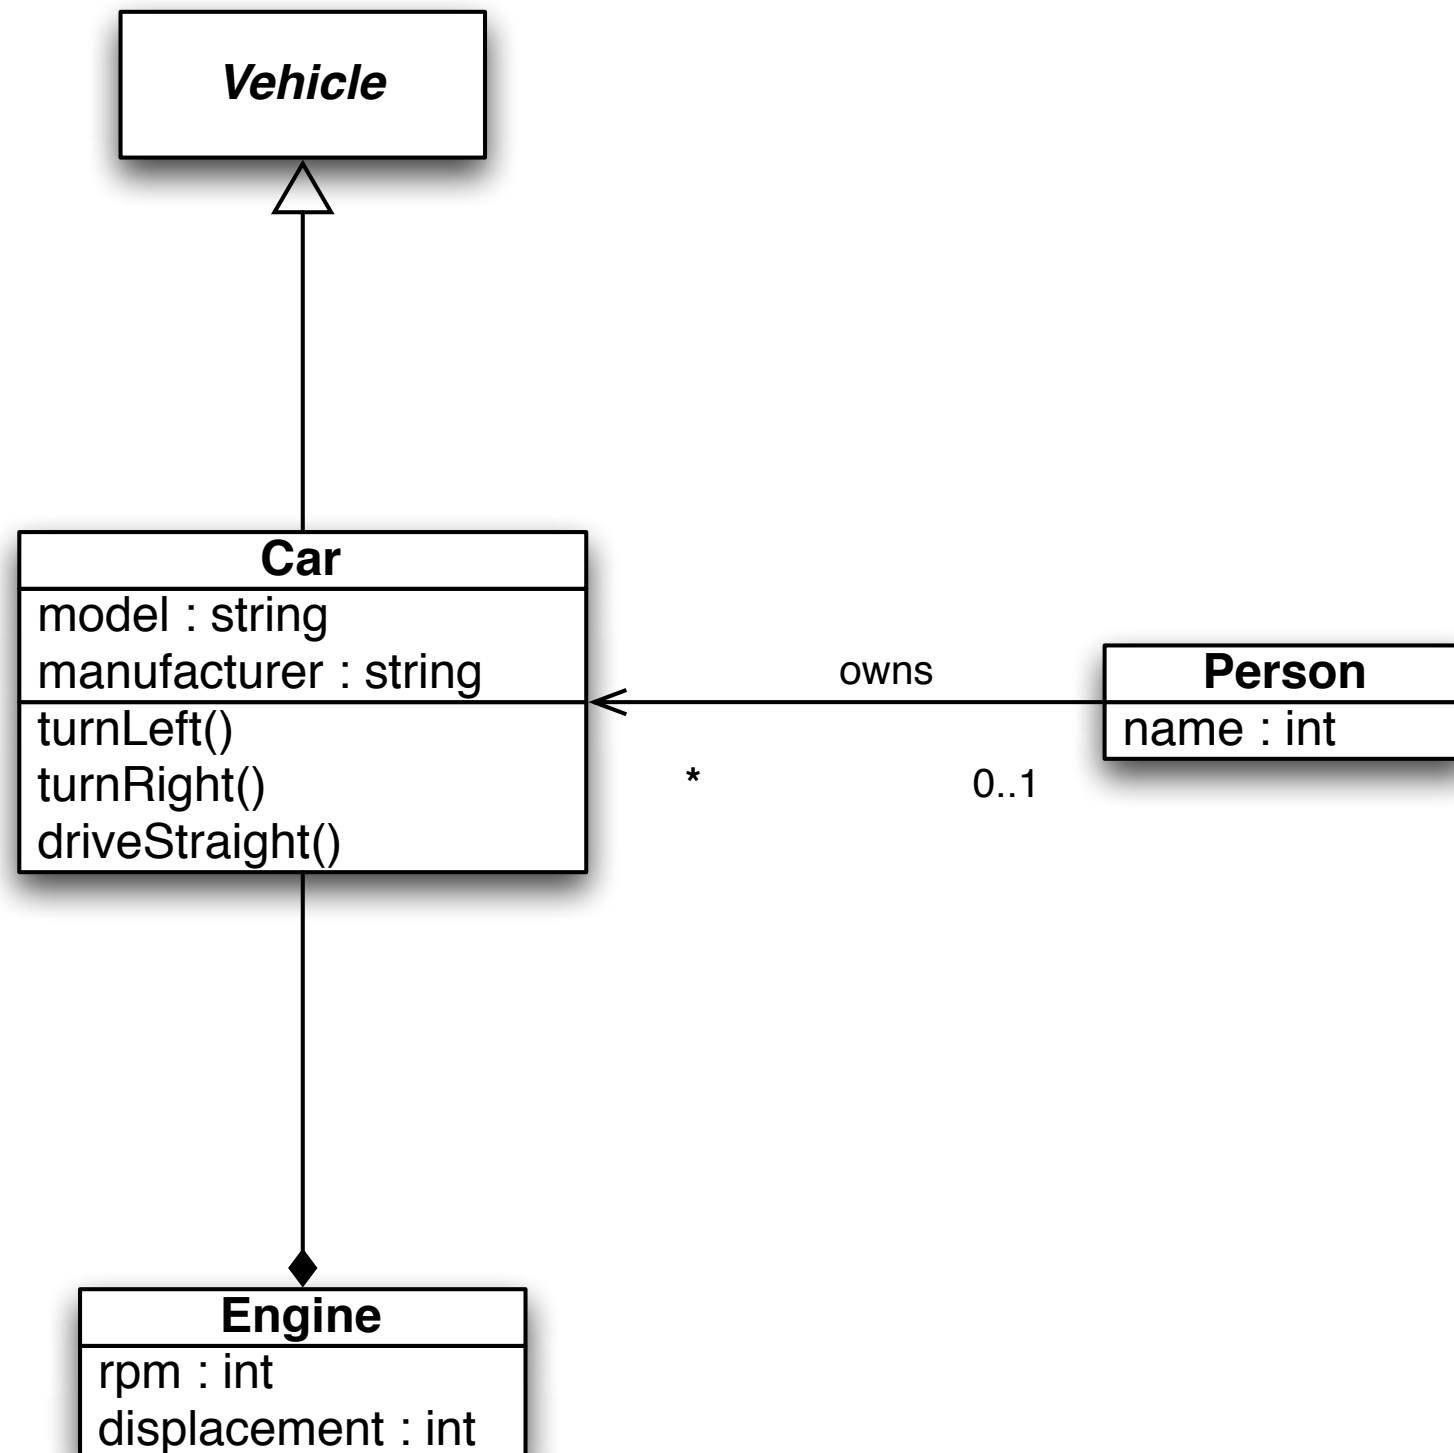 Vehicle
Car
model : string
manufacturer : string
turnLeft()
turnRight()
driveStraight()
owns
*
0..1
Person
name : int
Engine
rpm : int
displacement : int